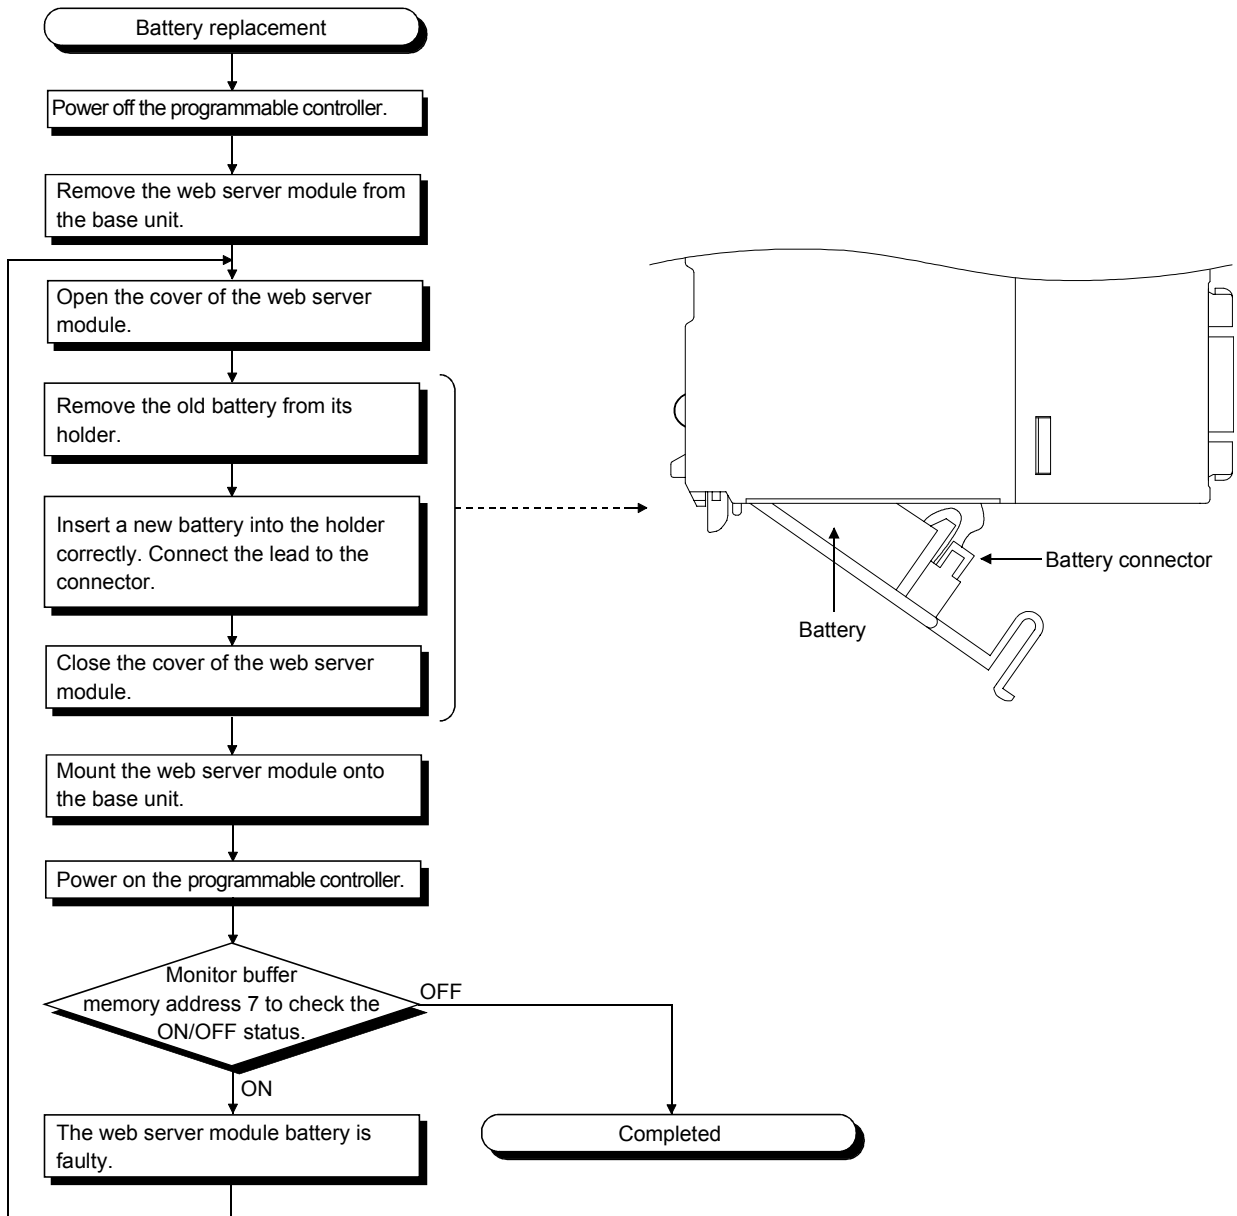 Battery replacement
Power off the programmable controller.
Remove the web server module from
the base unit.
Open the cover of the web server
module.
Remove the old battery from its
holder.
Insert a new battery into the holder
correctly. Connect the lead to the
connector.
Close the cover of the web server
module.
Battery connector
Battery
Mount the web server module onto
the base unit.
Power on the programmable controller.
Monitor buffer
memory address 7 to check the
ON/OFF status.
OFF
ON
The web server module battery is
faulty.
Completed